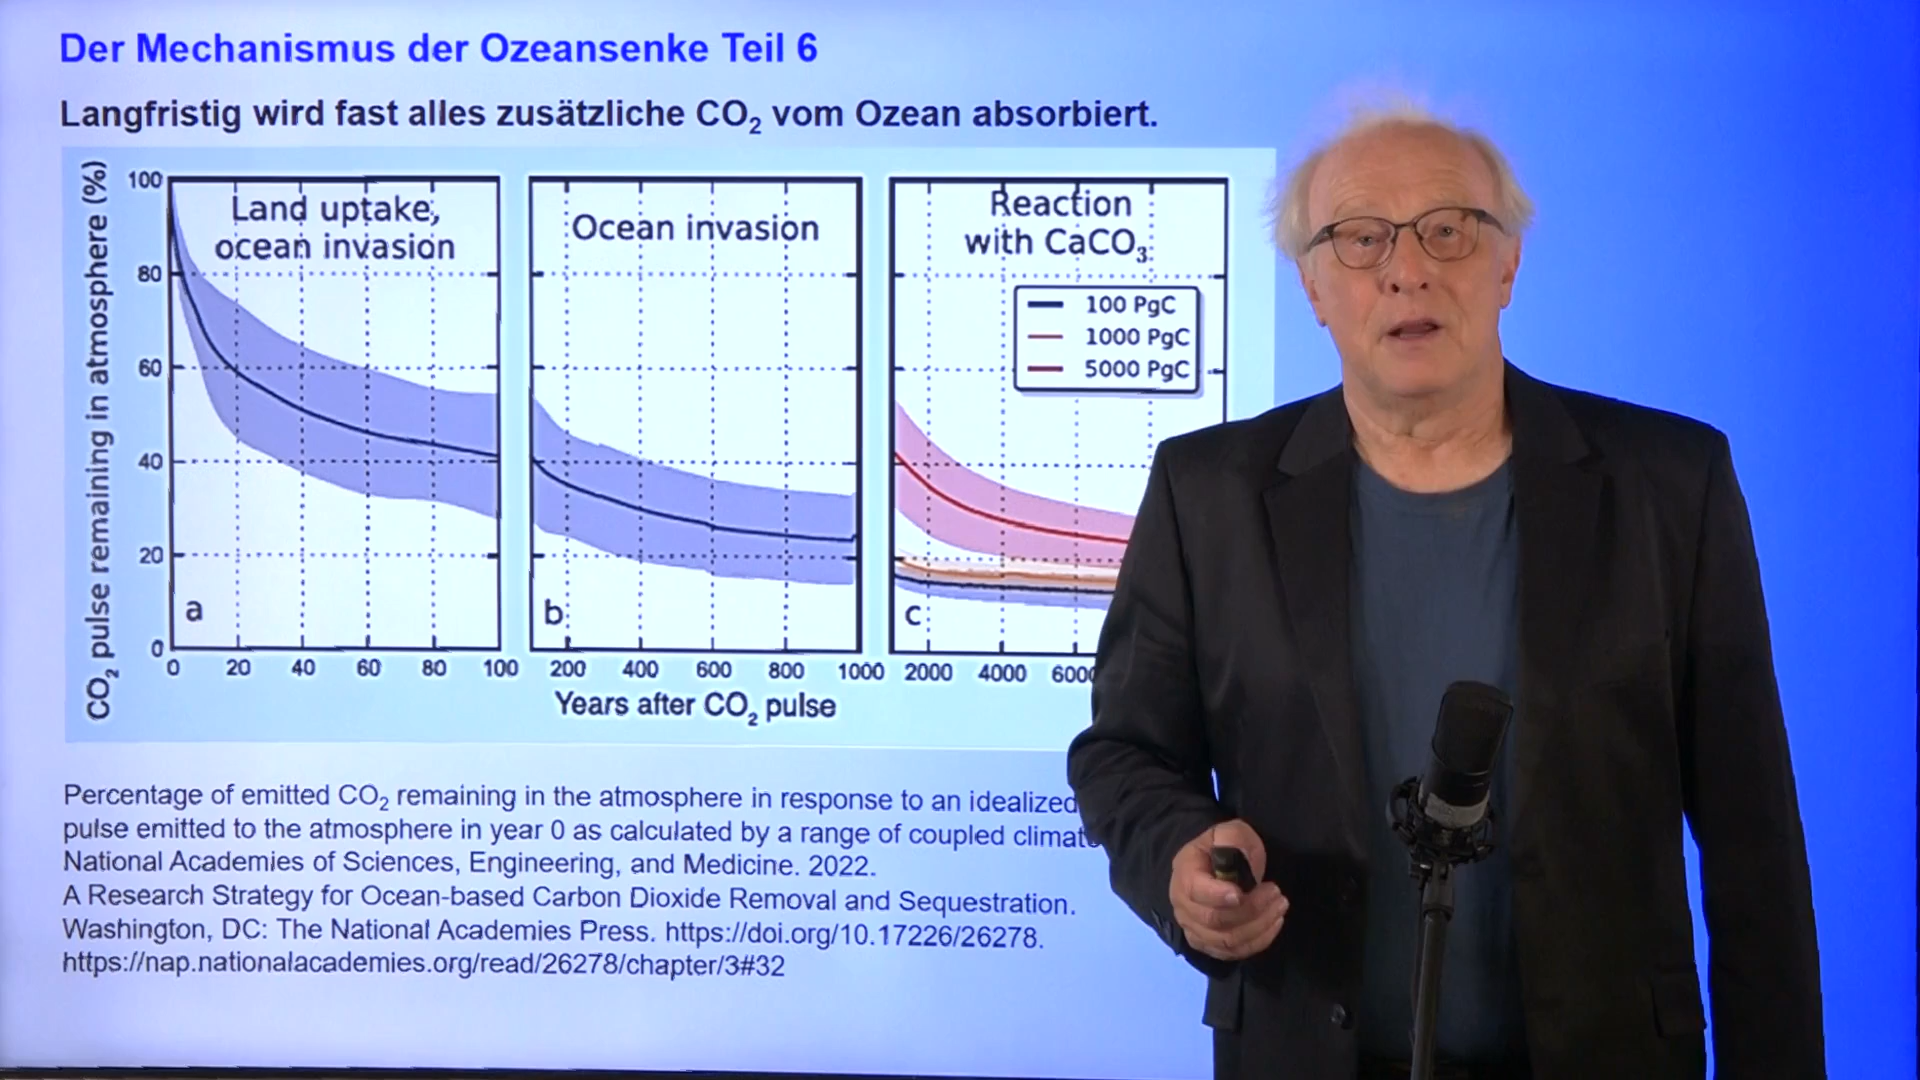 Der Mechanismus der Ozeansenke Teil 6
Langfristig wird fast alles zusätzliche CO₂ vom Ozean absorbiert.
CO₂ pulse remaining in atmosphere (%)
100
80
60
40
20
0
Land uptake,
ocean invasion
a
0 20 40 60 80 100
Ocean invasion
b
200 400 600 800 1000
Reaction
with CaCO₃
100 PgC
1000 PgC
5000 PgC
c
2000 4000
Years after CO₂ pulse
Percentage of emitted CO₂ remaining in the atmosphere in response to an idealized
pulse emitted to the atmosphere in year 0 as calculated by a range of coupled
National Academies of Sciences, Engineering, and Medicine. 2022.
A Research Strategy for Ocean-based Carbon Dioxide Removal and Sequestration.
Washington, DC: The National Academies Press. https://doi.org/10.17226/26278.
https://nap.nationalacademies.org/read/26278/chapter/3#32